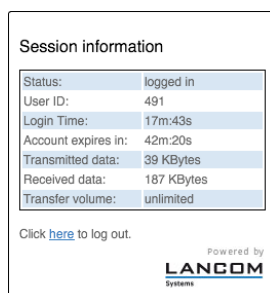 Session information
Status: logged in
User ID: 491
Login Time: 17m:43s
Account expires in: 42m:20s
Transmitted data: 39 KBytes
Received data: 187 KBytes
Transfer volume: unlimited
Click here to log out.
Powered by
LANCOM
Systems